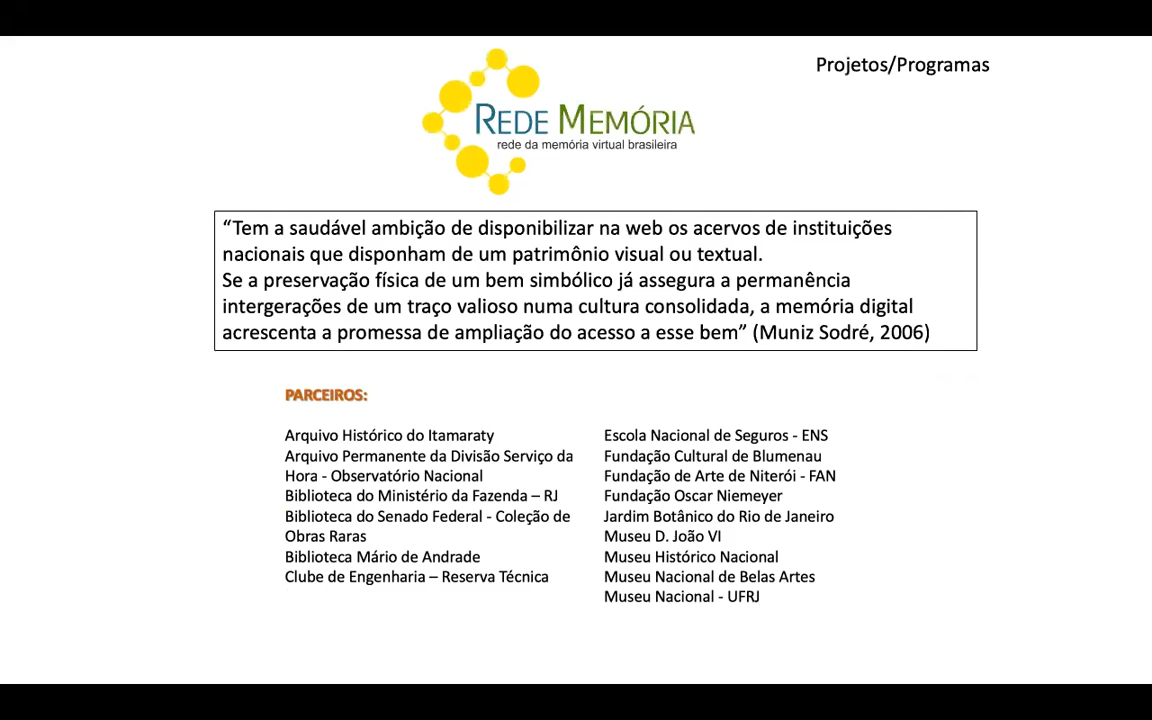 Projetos/Programas
REDE MEMÓRIA
rede da memória virtual brasileira
“Tem a saudável ambição de disponibilizar na web os acervos de instituições
nacionais que disponham de um patrimônio visual ou textual.
Se a preservação física de um bem simbólico já assegura a permanência
intergerações de um traço valioso numa cultura consolidada, a memória digital
acrescenta a promessa de ampliação do acesso a esse bem” (Muniz Sodré, 2006)
PARCEIROS:
Arquivo Histórico do Itamaraty
Arquivo Permanente da Divisão Serviço da
Hora - Observatório Nacional
Biblioteca do Ministério da Fazenda – RJ
Biblioteca do Senado Federal - Coleção de
Obras Raras
Biblioteca Mário de Andrade
Clube de Engenharia – Reserva Técnica
Escola Nacional de Seguros - ENS
Fundação Cultural de Blumenau
Fundação de Arte de Niterói - FAN
Fundação Oscar Niemeyer
Jardim Botânico do Rio de Janeiro
Museu D. João VI
Museu Histórico Nacional
Museu Nacional de Belas Artes
Museu Nacional - UFRJ